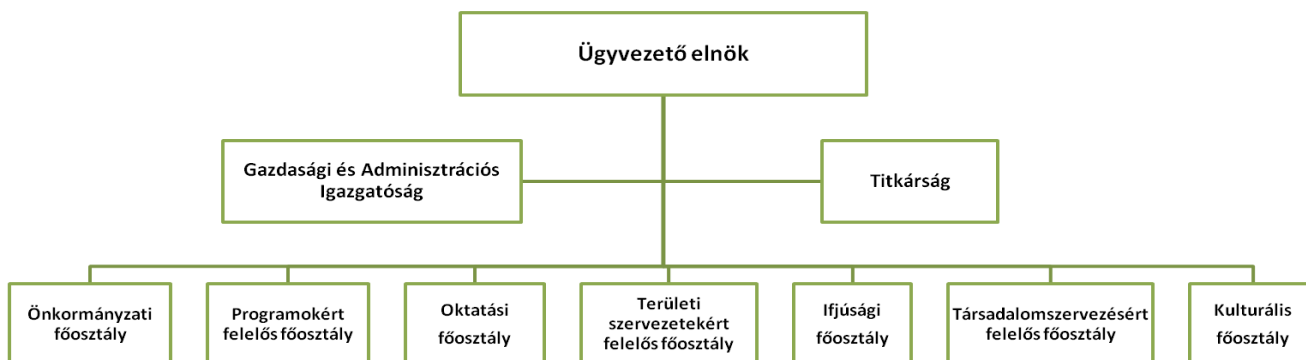 Ügyvezető elnök
Gazdasági és Adminisztrációs
Igazgatóság
Titkárság
Önkormányzati
főosztály
Programokért
felelős főosztály
Oktatási
főosztály
Területi
szervezetekért
felelős főosztály
Ifjúsági
főosztály
Társadalomszervezésért
felelős főosztály
Kulturális
főosztály